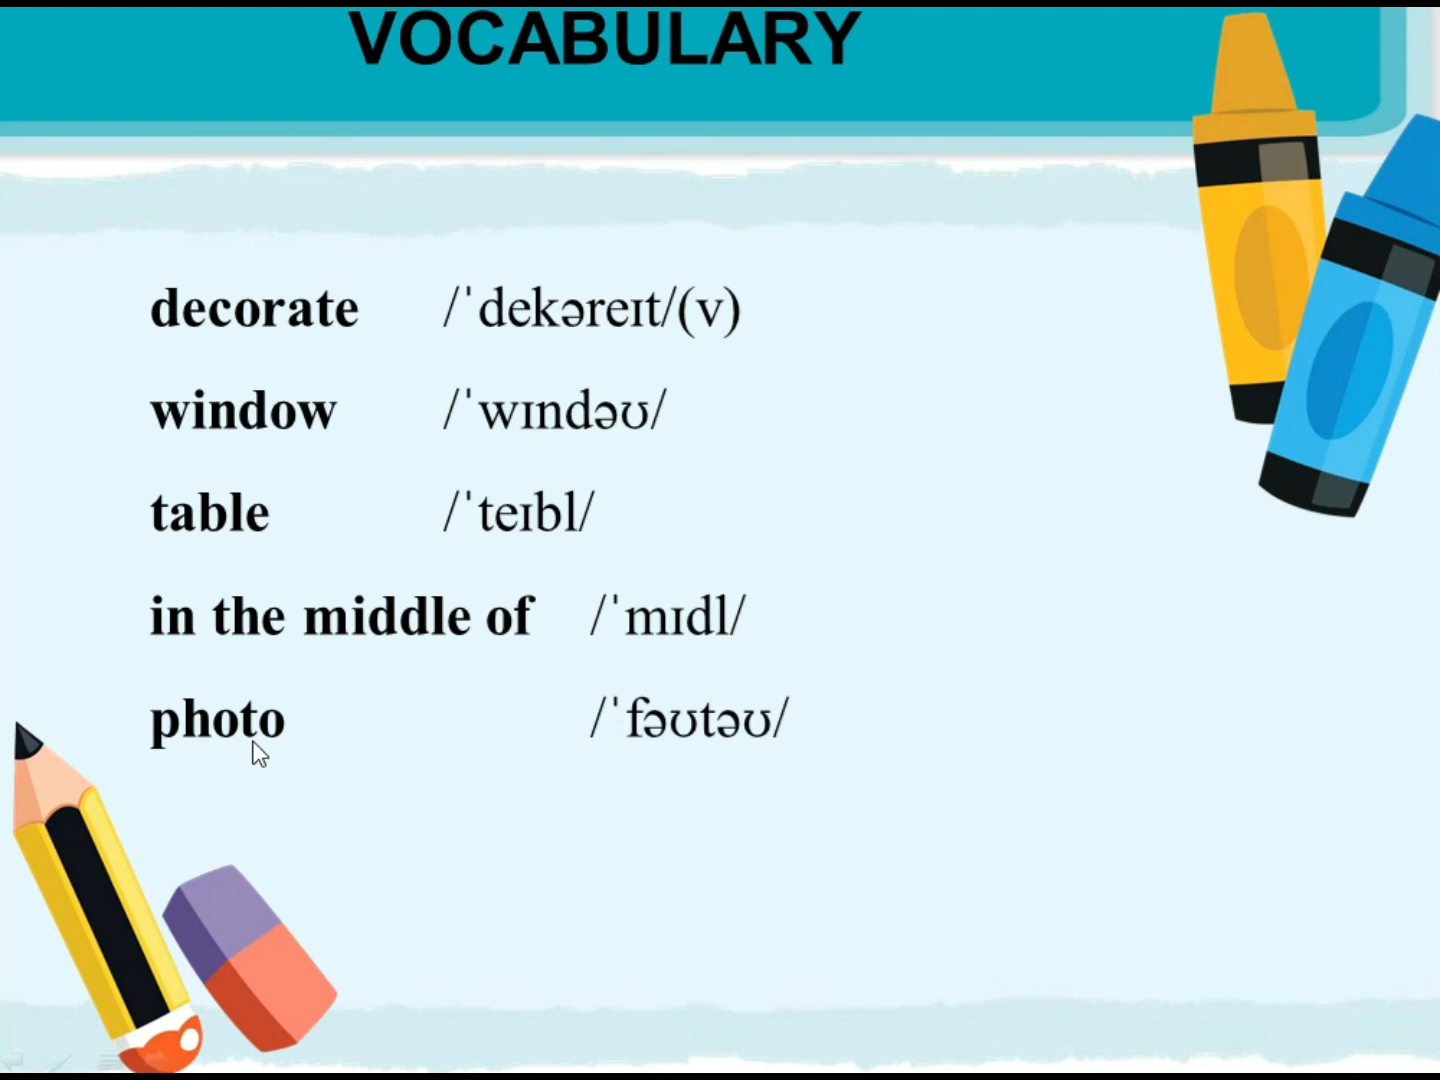 VOCABULARY
decorate /ˈdekəreɪt/(v)
window /ˈwɪndəʊ/
table /ˈteɪbl/
in the middle of /ˈmɪdl/
photo /ˈfəʊtəʊ/